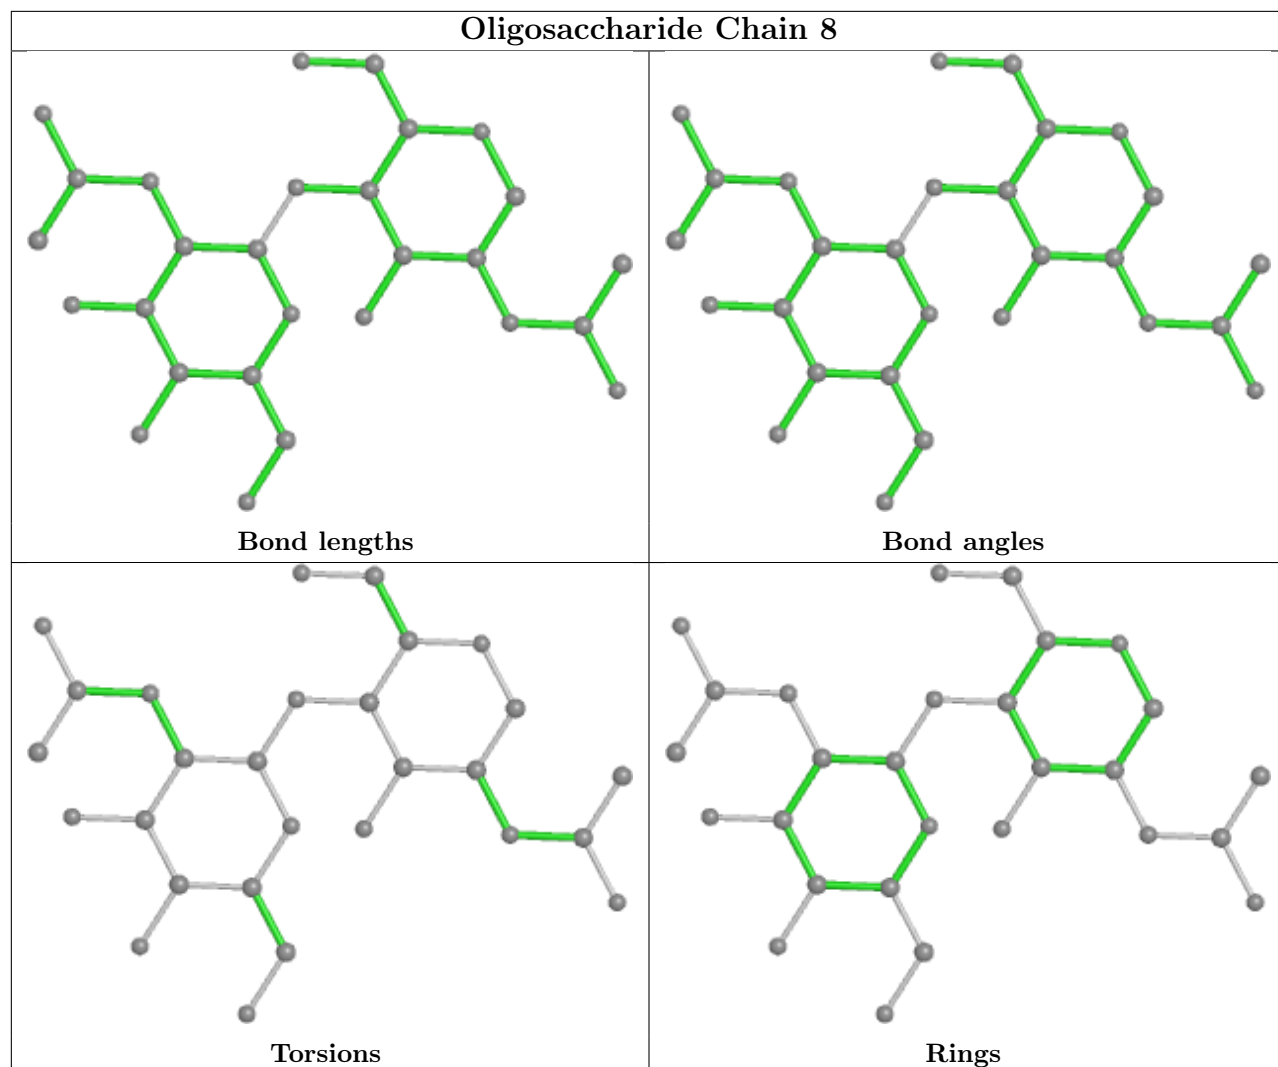 Oligosaccharide Chain 8
Bond lengths
Bond angles
Torsions
Rings